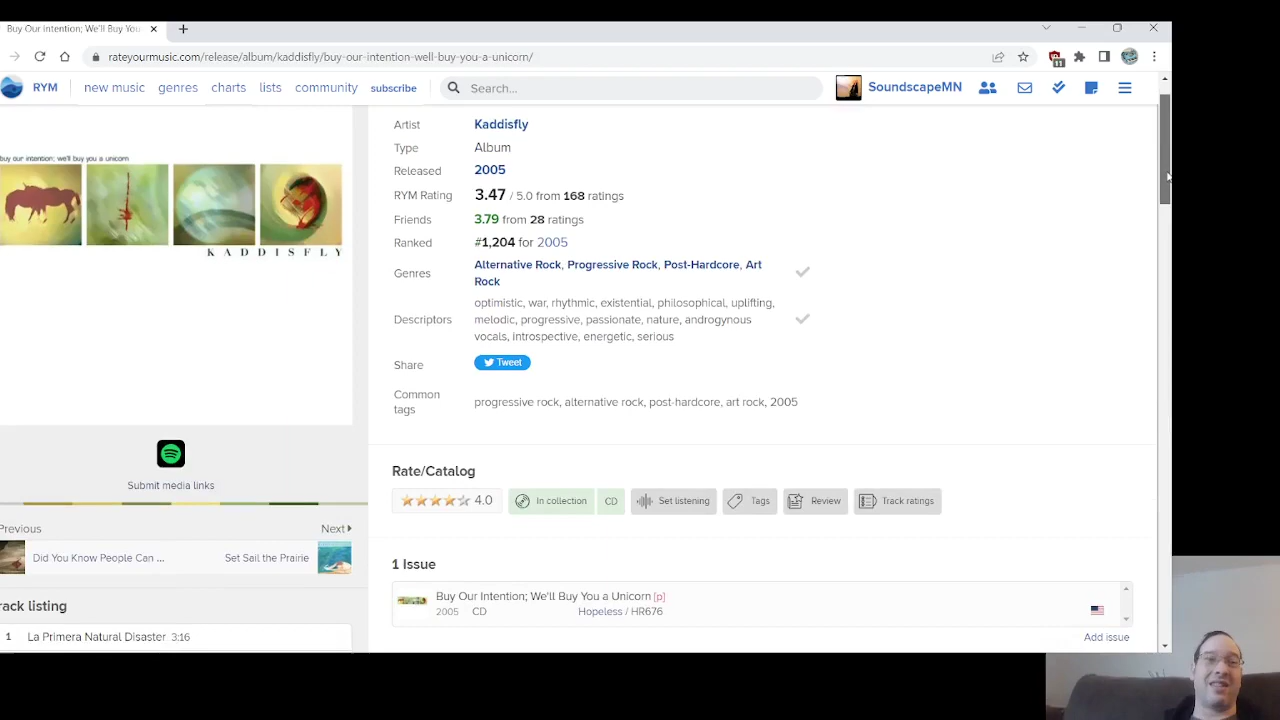 Buy Our Intention; We'll Buy You
rateyourmusic.com/release/album/kaddisfly/buy-our-intention-well-buy-you-a-unicorn/
11
RYM new music genres charts lists community subscribe Search... SoundscapeMN
Artist Kaddisfly
Type Album
Released 2005
RYM Rating 3.47 / 5.0 from 168 ratings
Friends 3.79 from 28 ratings
Ranked #1,204 for 2005
Genres Alternative Rock, Progressive Rock, Post-Hardcore, Art
Rock
Descriptors optimistic, war, rhythmic, existential, philosophical, uplifting,
melodic, progressive, passionate, nature, androgynous
vocals, introspective, energetic, serious
Share Tweet
Common
tags progressive rock, alternative rock, post-hardcore, art rock, 2005
buy our intention; we'll buy you a unicorn
KADDISFLY
Submit media links
Previous Next
Did You Know People Can ... Set Sail the Prairie
rack listing
1 La Primera Natural Disaster 3:16
Rate/Catalog
4.0 In collection CD Set listening Tags Review Track ratings
1 Issue
Buy Our Intention; We'll Buy You a Unicorn [p]
2005 CD Hopeless / HR676
Add issue